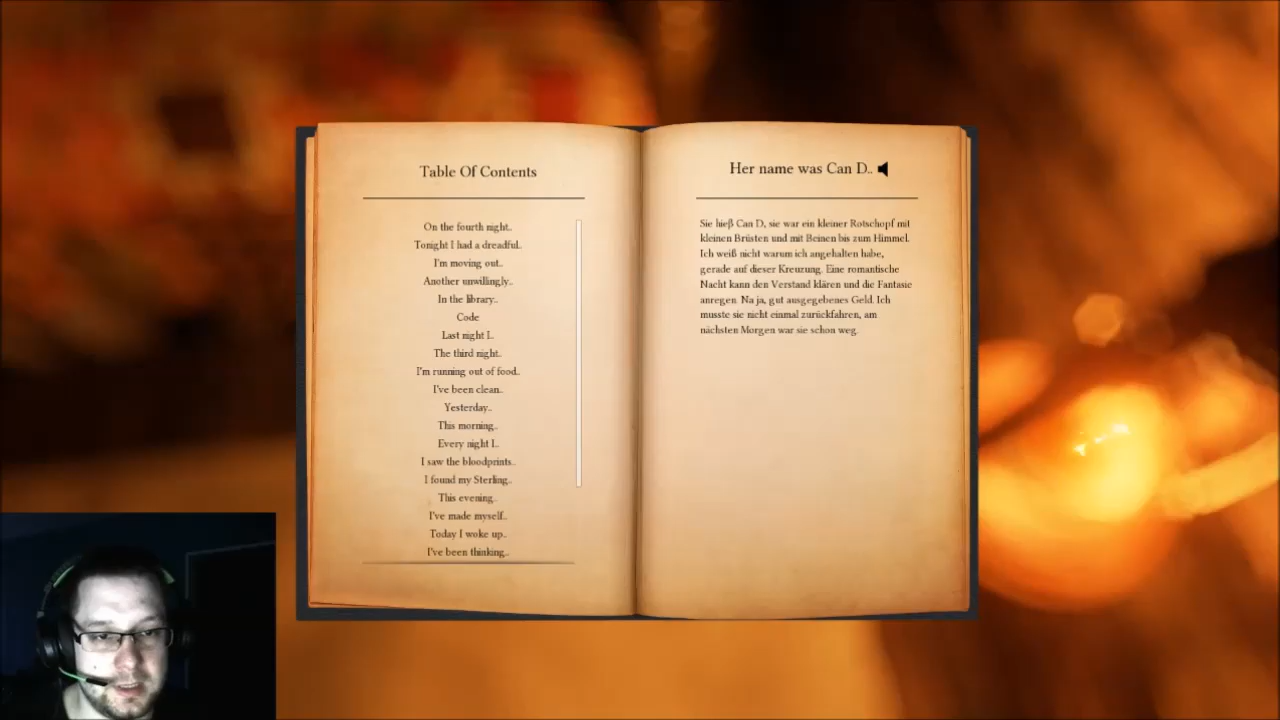 Table Of Contents
On the fourth night..
Tonight I had a dreadful..
I'm moving out..
Another unwillingly..
In the library..
Code
Last night I..
The third night..
I'm running out of food..
I've been clean..
Yesterday..
This morning..
Every night I..
I saw the bloodprints..
I found my Sterling..
This evening..
I've made myself..
Today I woke up..
I've been thinking..
Her name was Can D..
Sie hieß Can D, sie war ein kleiner Rotschopf mit
kleinen Brüsten und mit Beinen bis zum Himmel.
Ich weiß nicht warum ich angehalten habe,
gerade auf dieser Kreuzung. Eine romantische
Nacht kann den Verstand klären und die Fantasie
anregen. Na ja, gut ausgegebenes Geld. Ich
musste sie nicht einmal zurückfahren, am
nächsten Morgen war sie schon weg.